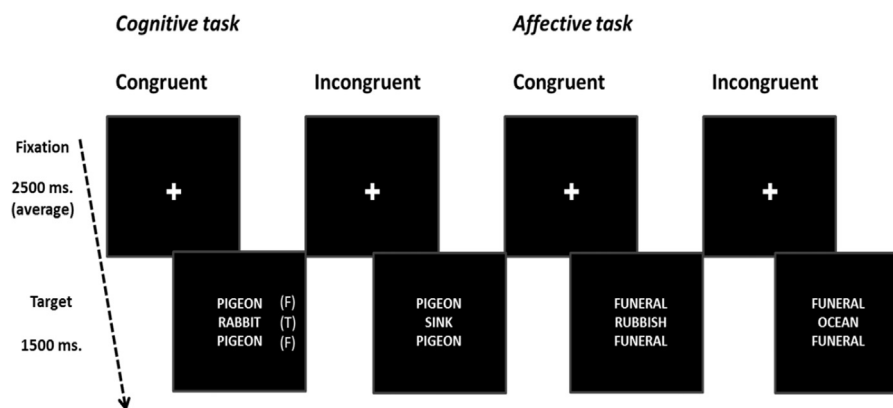 Cognitive task Affective task
Congruent Incongruent Congruent Incongruent
Fixation
2500 ms.
(average)
+ + + +
Target
1500 ms.
PIGEON (F)
RABBIT (T)
PIGEON (F)
PIGEON
SINK
PIGEON
FUNERAL
RUBBISH
FUNERAL
FUNERAL
OCEAN
FUNERAL